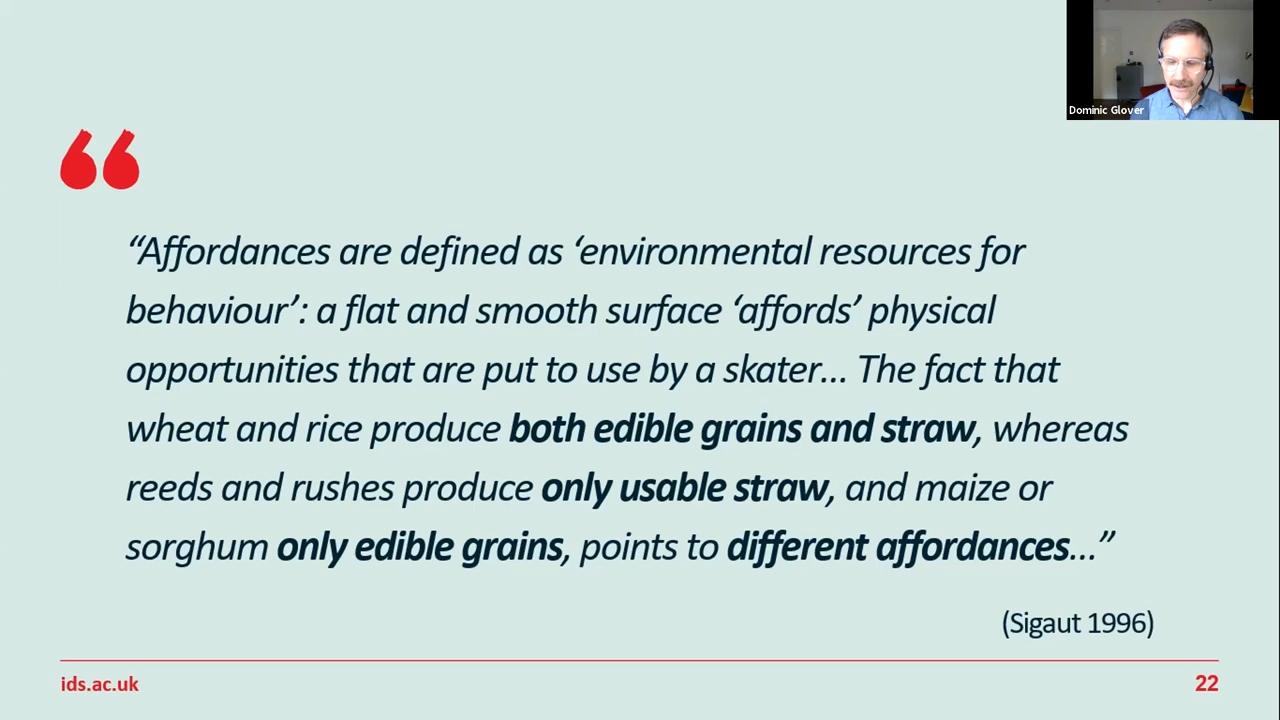 Dominic Glover
“Affordances are defined as ‘environmental resources for
behaviour’: a flat and smooth surface ‘affords’ physical
opportunities that are put to use by a skater... The fact that
wheat and rice produce both edible grains and straw, whereas
reeds and rushes produce only usable straw, and maize or
sorghum only edible grains, points to different affordances...”
(Sigaut 1996)
ids.ac.uk
22